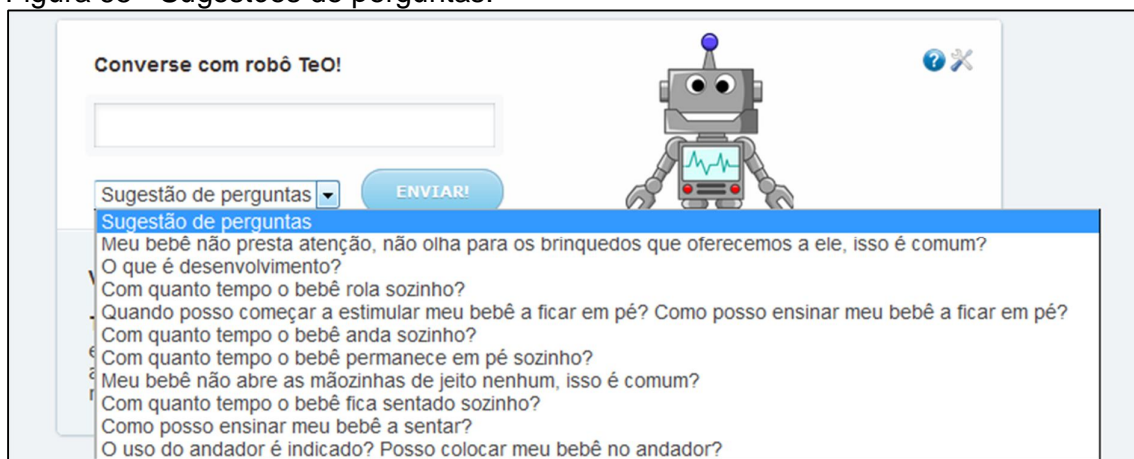 Figura 33 - Sugestões de perguntas.
Converse com robô TeO!
Sugestão de perguntas
ENVIAR!
Sugestão de perguntas
Meu bebê não presta atenção, não olha para os brinquedos que oferecemos a ele, isso é comum?
O que é desenvolvimento?
Com quanto tempo o bebê rola sozinho?
Quando posso começar a estimular meu bebê a ficar em pé? Como posso ensinar meu bebê a ficar em pé?
Com quanto tempo o bebê anda sozinho?
Com quanto tempo o bebê permanece em pé sozinho?
Meu bebê não abre as mãozinhas de jeito nenhum, isso é comum?
Com quanto tempo o bebê fica sentado sozinho?
Como posso ensinar meu bebê a sentar?
O uso do andador é indicado? Posso colocar meu bebê no andador?